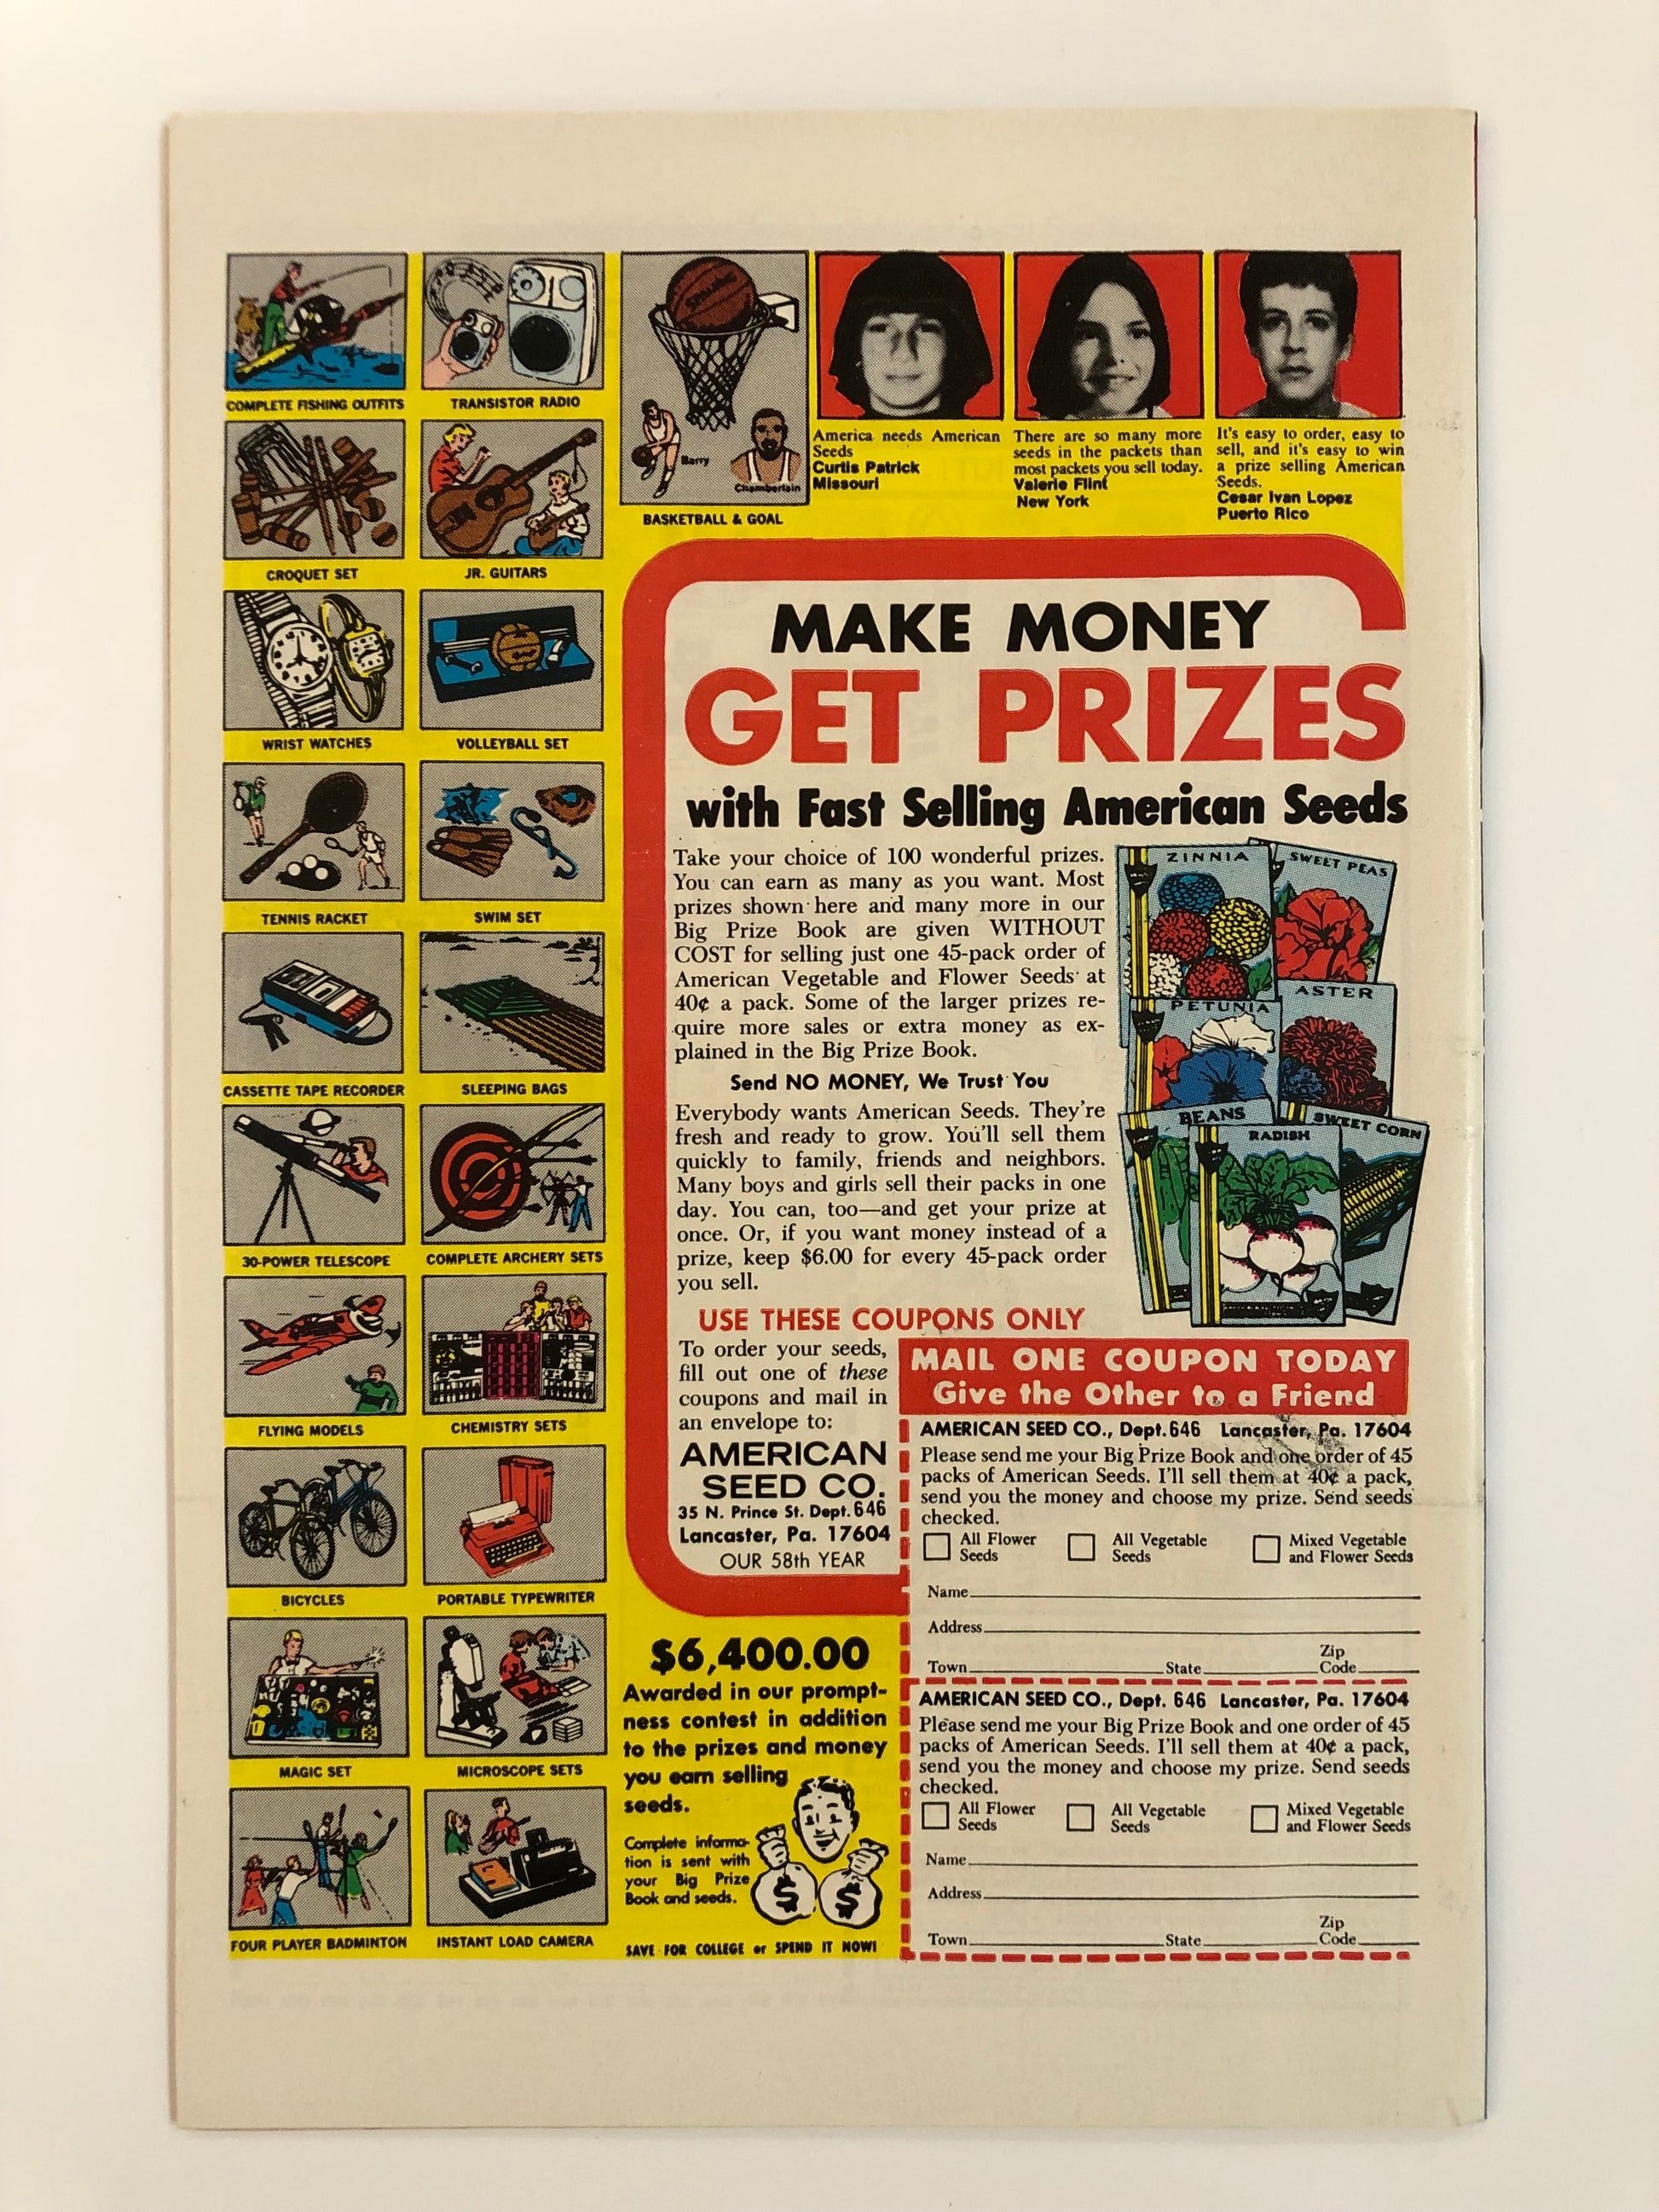 COMPLETE FISHING OUTFITS
TRANSISTOR RADIO
CROQUET SET
JR. GUITARS
WRIST WATCHES
VOLLEYBALL SET
TENNIS RACKET
SWIM SET
CASSETTE TAPE RECORDER
SLEEPING BAGS
30-POWER TELESCOPE
COMPLETE ARCHERY SETS
FLYING MODELS
CHEMISTRY SETS
BICYCLES
PORTABLE TYPEWRITER
MAGIC SET
MICROSCOPE SETS
FOUR PLAYER BADMINTON
INSTANT LOAD CAMERA
Spalding
Barry
Chamberlain
BASKETBALL & GOAL
America needs American
Seeds
Curtis Patrick
Missouri
There are so many more
seeds in the packets than
most packets you sell today.
Valerie Flint
New York
It's easy to order, easy to
sell, and it's easy to win
a prize selling American
Seeds.
Cesar Ivan Lopez
Puerto Rico
MAKE MONEY
GET PRIZES
with Fast Selling American Seeds
Take your choice of 100 wonderful prizes.
You can earn as many as you want. Most
prizes shown here and many more in our
Big Prize Book are given WITHOUT
COST for selling just one 45-pack order of
American Vegetable and Flower Seeds at
40¢ a pack. Some of the larger prizes re-
quire more sales or extra money as ex-
plained in the Big Prize Book.
Send NO MONEY, We Trust You
Everybody wants American Seeds. They're
fresh and ready to grow. You'll sell them
quickly to family, friends and neighbors.
Many boys and girls sell their packs in one
day. You can, too—and get your prize at
once. Or, if you want money instead of a
prize, keep $6.00 for every 45-pack order
you sell.
ZINNIA
SWEET PEAS
PETUNIA
ASTER
BEANS
RADISH
SWEET CORN
USE THESE COUPONS ONLY
To order your seeds,
fill out one of these
coupons and mail in
an envelope to:
AMERICAN
SEED CO.
35 N. Prince St. Dept. 646
Lancaster, Pa. 17604
OUR 58th YEAR
$6,400.00
Awarded in our prompt-
ness contest in addition
to the prizes and money
you earn selling
seeds.
Complete informa-
tion is sent with
your Big Prize
Book and seeds.
$ $
SAVE FOR COLLEGE or SPEND IT NOW!
MAIL ONE COUPON TODAY
Give the Other to a Friend
AMERICAN SEED CO., Dept. 646 Lancaster, Pa. 17604
Please send me your Big Prize Book and one order of 45
packs of American Seeds. I'll sell them at 40¢ a pack,
send you the money and choose my prize. Send seeds
checked.
All Flower Seeds
All Vegetable Seeds
Mixed Vegetable and Flower Seeds
Name
Address
Town State Zip Code
AMERICAN SEED CO., Dept. 646 Lancaster, Pa. 17604
Please send me your Big Prize Book and one order of 45
packs of American Seeds. I'll sell them at 40¢ a pack,
send you the money and choose my prize. Send seeds
checked.
All Flower Seeds
All Vegetable Seeds
Mixed Vegetable and Flower Seeds
Name
Address
Town State Zip Code